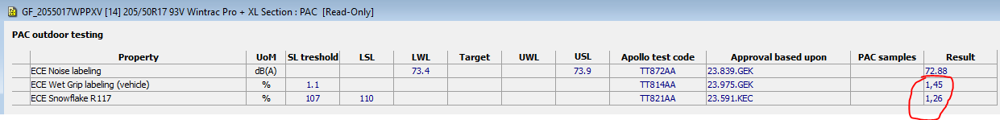 GF_2055017WPPXV [14] 205/50R17 93V Wintrac Pro + XL Section : PAC [Read-Only]
PAC outdoor testing
Property UoM SL treshold LSL LWL Target UWL USL Apollo test code Approval based upon PAC samples Result
ECE Noise labeling dB(A) 73.4 73.9 TT872AA 23.839.GEK 72.88
ECE Wet Grip labeling (vehicle) % 1.1 TT814AA 23.975.GEK 1,45
ECE Snowflake R117 % 107 110 TT821AA 23.591.KEC 1,26